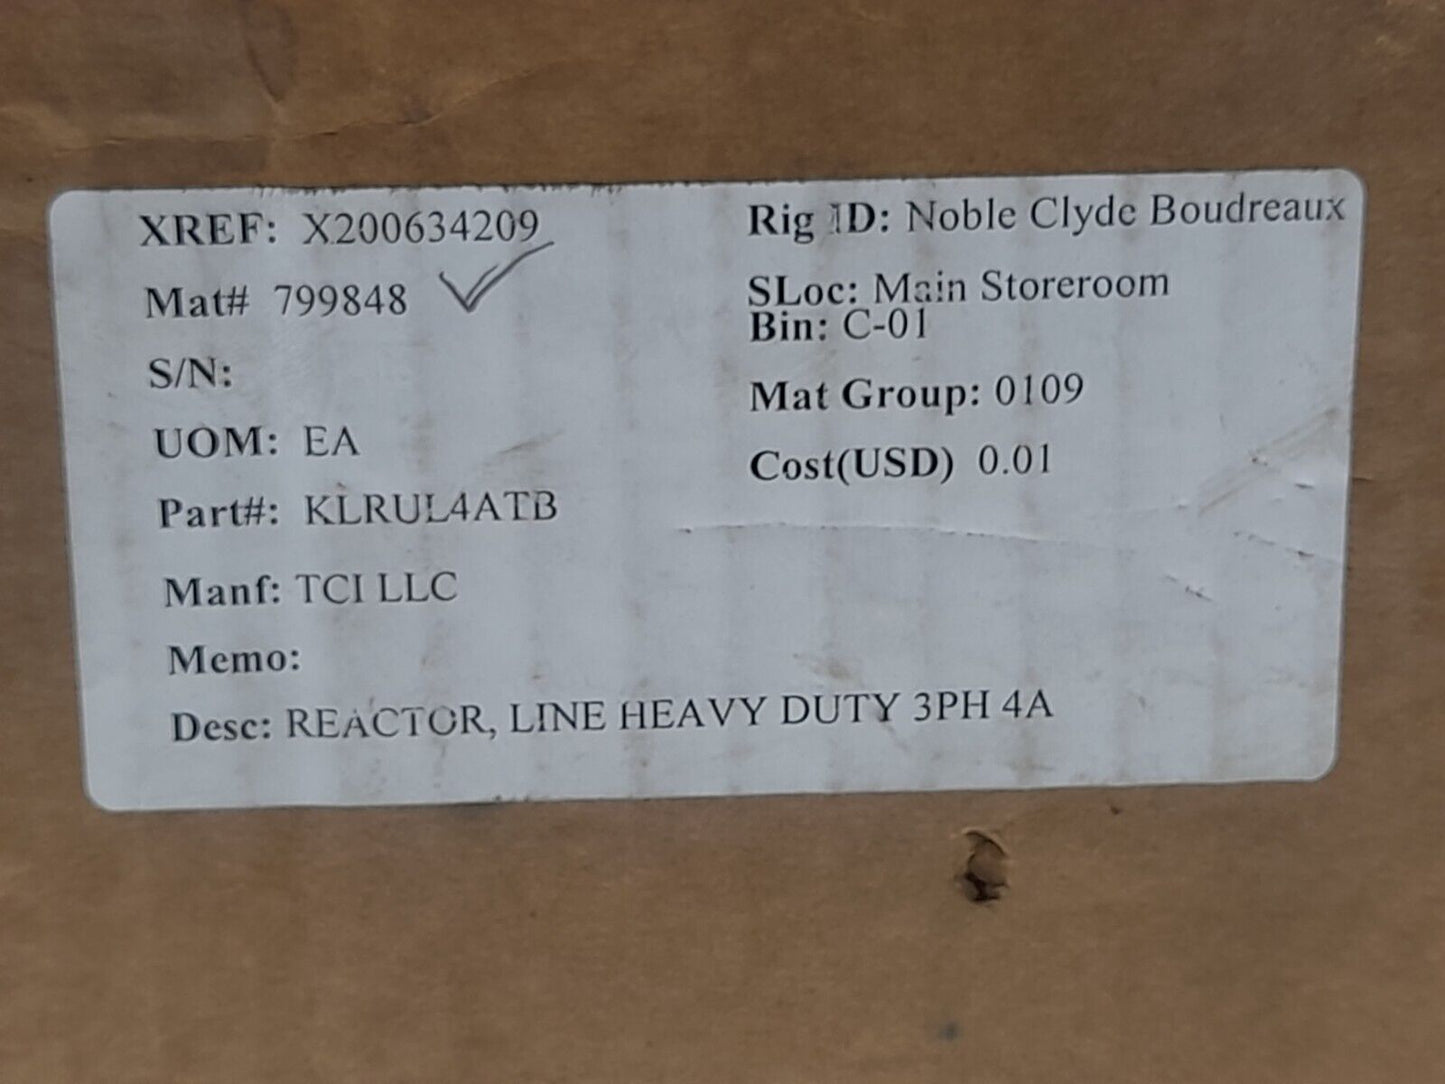 XREF: X200634209
Mat# 799848
S/N:
UOM: EA
Part#: KLRUL4ATB
Manf: TCI LLC
Memo:
Desc: REACTOR, LINE HEAVY DUTY 3PH 4A
Rig ID: Noble Clyde Boudreaux
SLoc: Main Storeroom
Bin: C-01
Mat Group: 0109
Cost(USD) 0.01